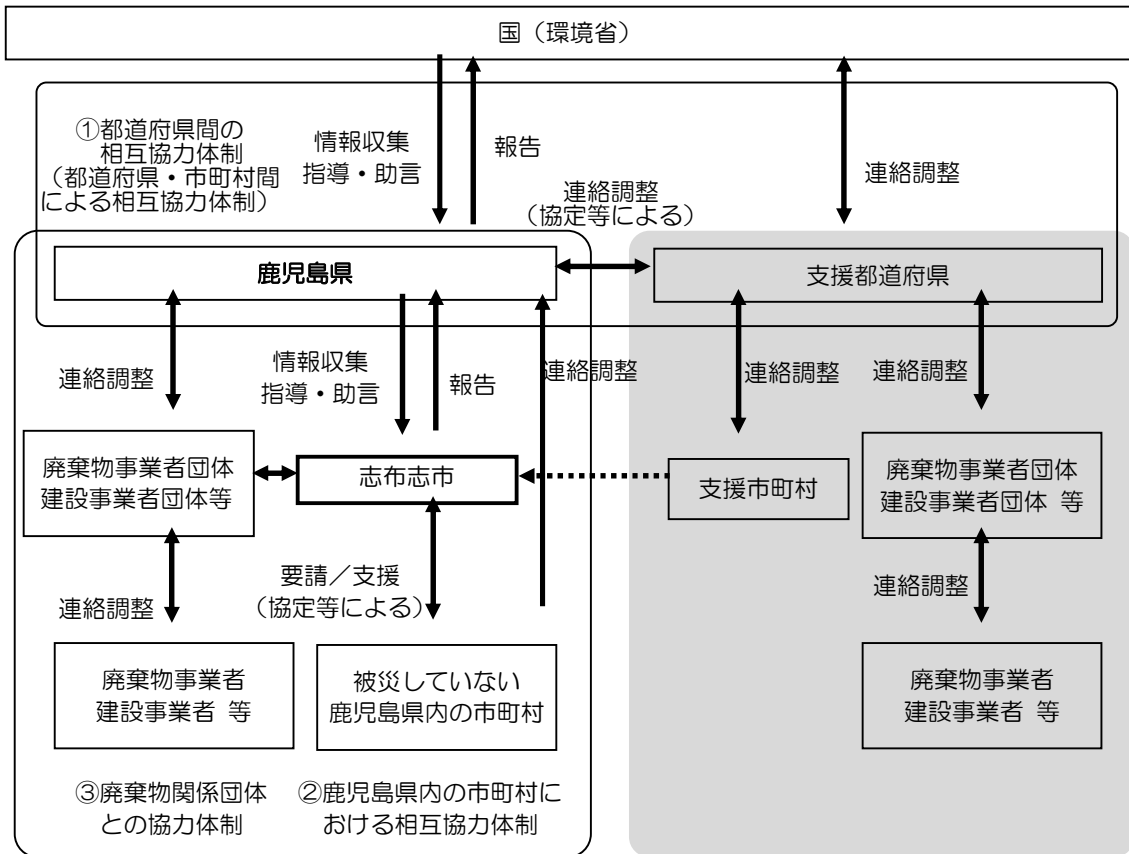 国（環境省）
①都道府県間の
相互協力体制
（都道府県・市町村間
による相互協力体制）
情報収集
指導・助言
報告
連絡調整
（協定等による）
連絡調整
鹿児島県
支援都道府県
連絡調整
情報収集
指導・助言
報告
連絡調整
連絡調整
連絡調整
廃棄物事業者団体
建設事業者団体等
志布志市
支援市町村
廃棄物事業者団体
建設事業者団体 等
連絡調整
要請／支援
（協定等による）
連絡調整
廃棄物事業者
建設事業者 等
被災していない
鹿児島県内の市町村
廃棄物事業者
建設事業者 等
③廃棄物関係団体
との協力体制
②鹿児島県内の市町村に
おける相互協力体制